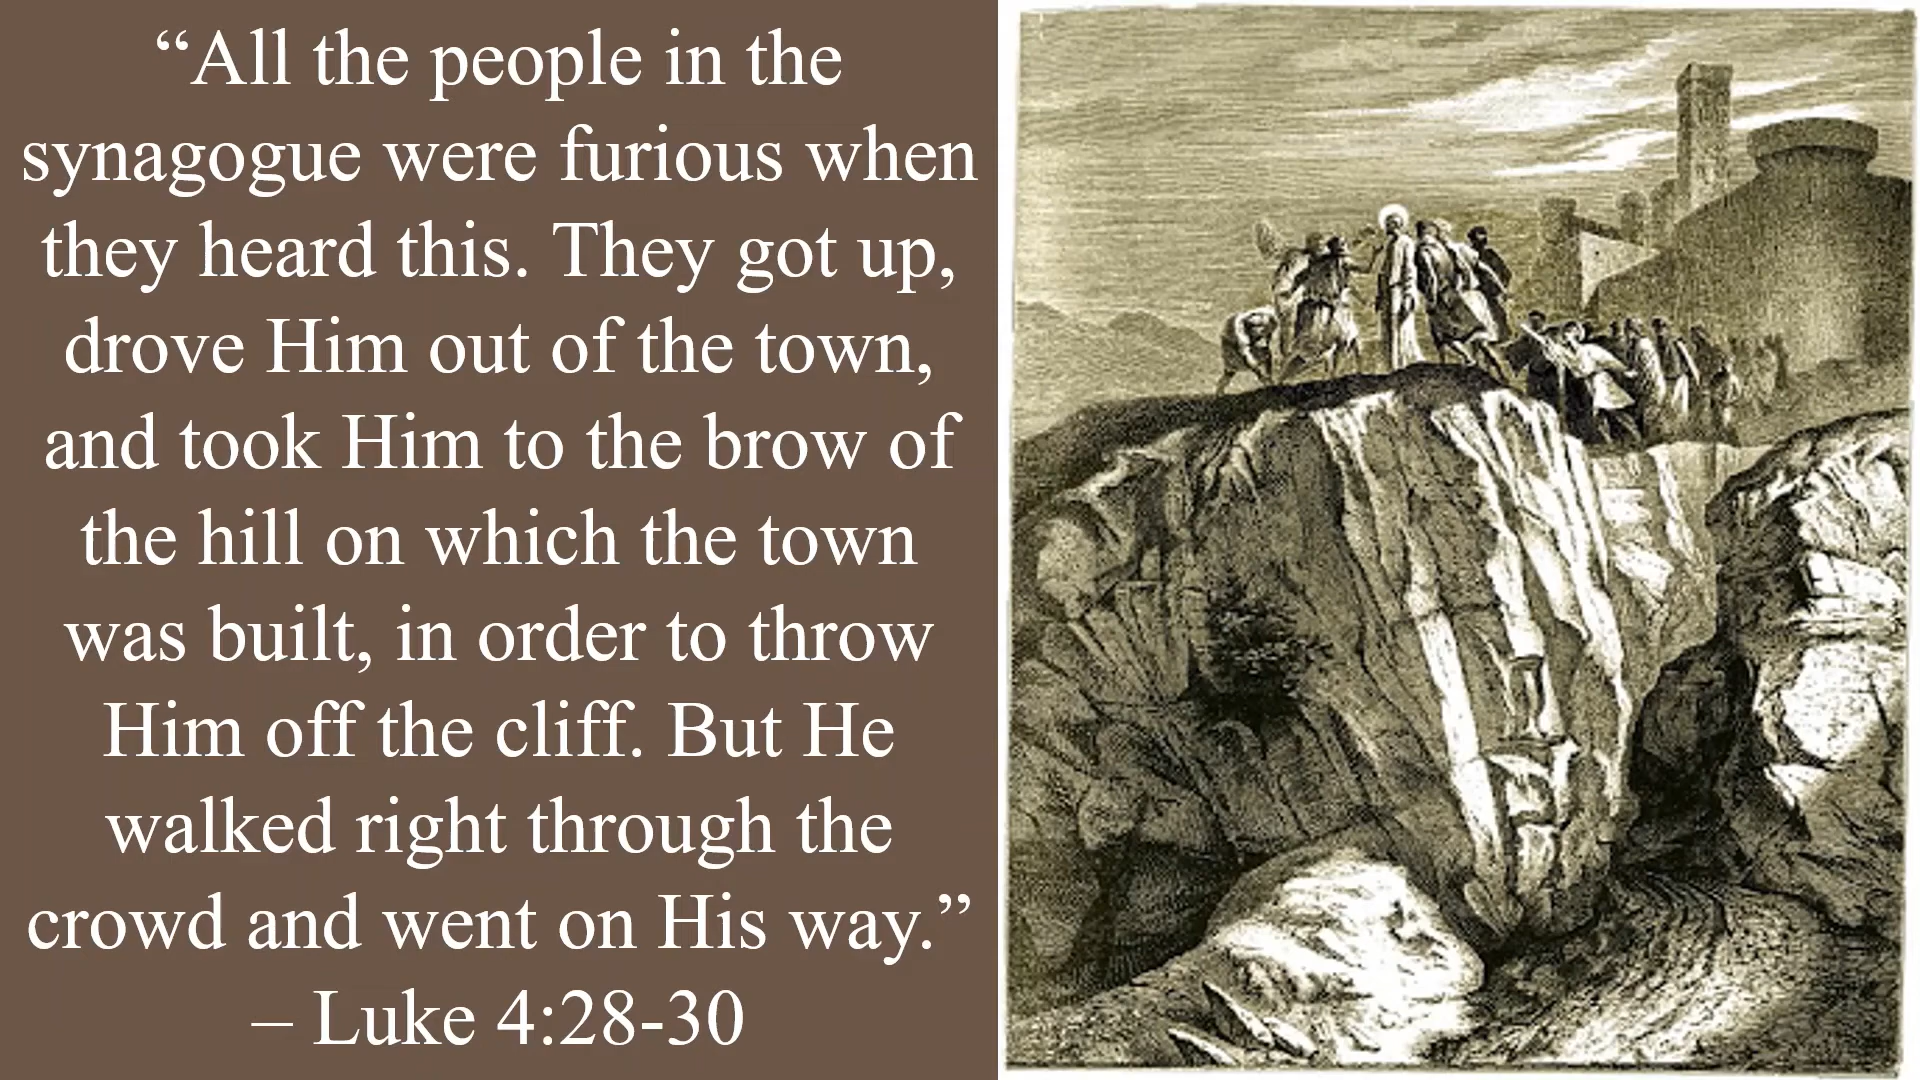 “All the people in the
synagogue were furious when
they heard this. They got up,
drove Him out of the town,
and took Him to the brow of
the hill on which the town
was built, in order to throw
Him off the cliff. But He
walked right through the
crowd and went on His way.”
– Luke 4:28-30